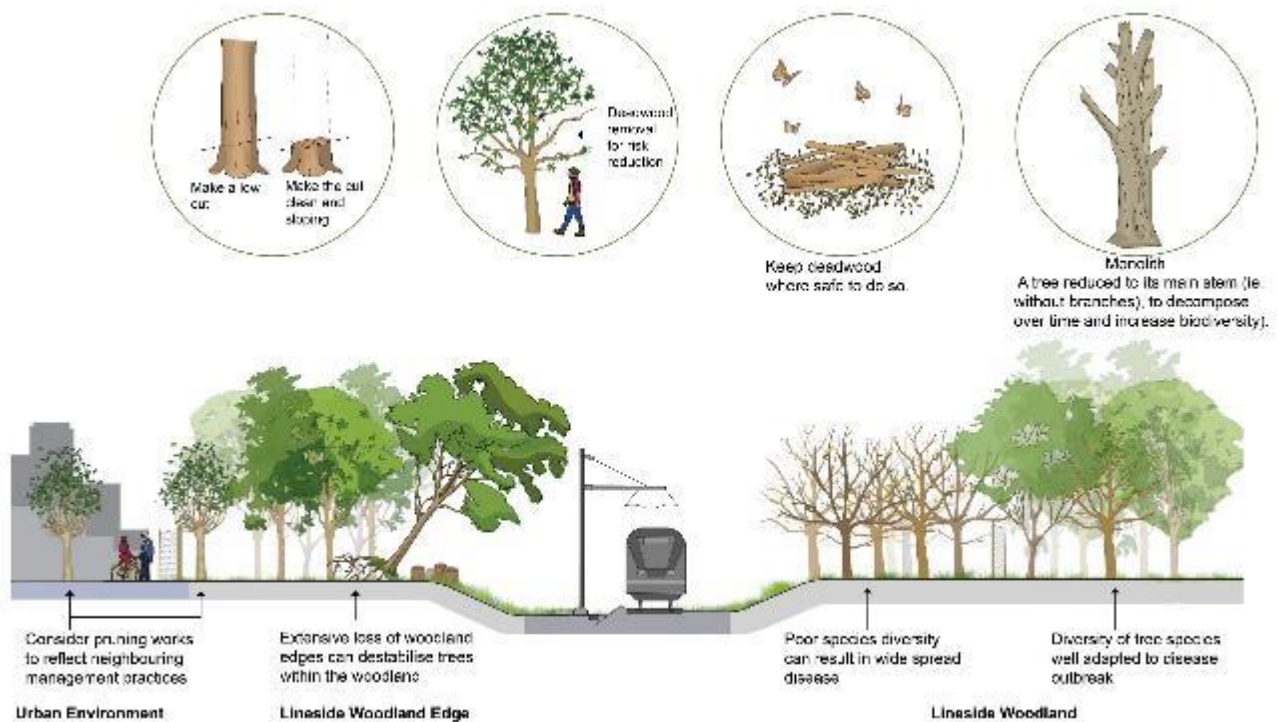 Make a low
cut
Make the cut
clean and
sloping
Deadwood
removal
for risk
reduction
Keep deadwood
where safe to do so.
Monolish
A tree reduced to its main stem (ie.
without branches), to decompose
over time and increase biodiversity).
Consider pruning works
to reflect neighbouring
management practices
Extensive loss of woodland
edges can destabilise trees
within the woodland
Poor species diversity
can result in wide spread
disease
Diversity of tree species
well adapted to disease
outbreak
Urban Environment
Lineside Woodland Edge
Lineside Woodland